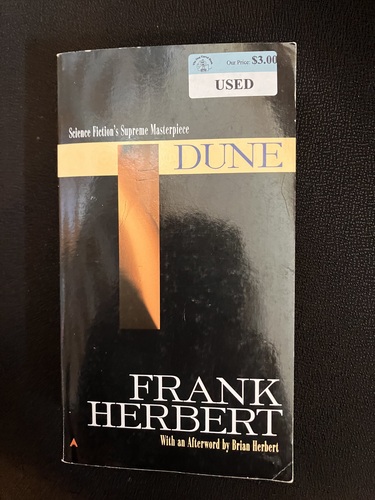 Our Price: $3.00
USED
Science Fiction's Supreme Masterpiece
DUNE
FRANK
HERBERT
With an Afterword by Brian Herbert